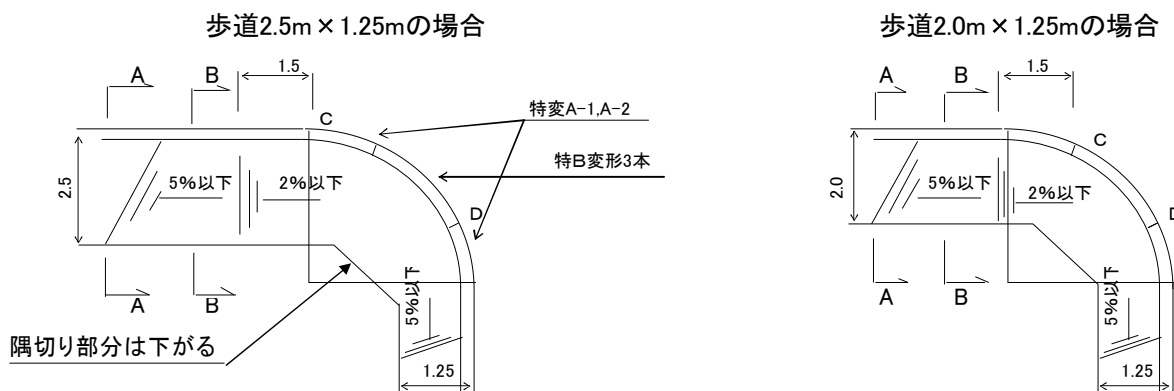 歩道2.5m×1.25mの場合
A
B
1.5
C
特変A-1,A-2
特B変形3本
2.5
5%以下
2%以下
D
5%以下
A
B
隅切り部分は下がる
1.25
歩道2.0m×1.25mの場合
A
B
1.5
C
2.0
5%以下
2%以下
D
A
B
5%以下
1.25